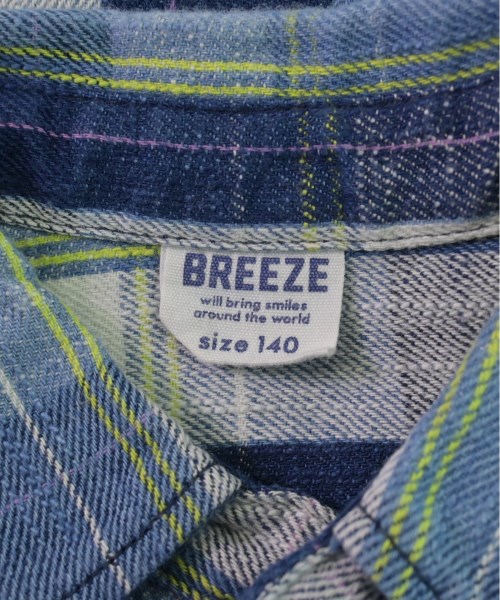 BREEZE
will bring smiles
around the world
size 140